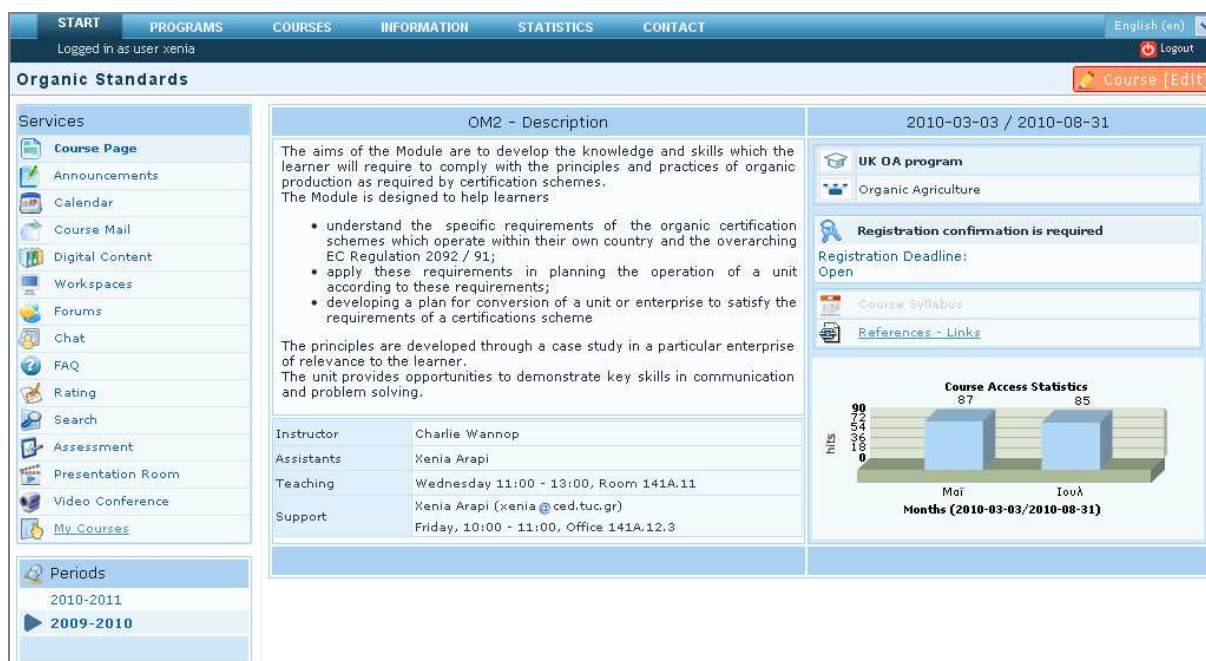 START PROGRAMS COURSES INFORMATION STATISTICS CONTACT English (en)
Logged in as user xenia Logout
Organic Standards Course [Edit]
Services
Course Page
Announcements
Calendar
Course Mail
Digital Content
Workspaces
Forums
Chat
FAQ
Rating
Search
Assessment
Presentation Room
Video Conference
My Courses
Periods
2010-2011
2009-2010
OM2 - Description
The aims of the Module are to develop the knowledge and skills which the
learner will require to comply with the principles and practices of organic
production as required by certification schemes.
The Module is designed to help learners
• understand the specific requirements of the organic certification
schemes which operate within their own country and the overarching
EC Regulation 2092 / 91;
• apply these requirements in planning the operation of a unit
according to these requirements;
• developing a plan for conversion of a unit or enterprise to satisfy the
requirements of a certifications scheme
The principles are developed through a case study in a particular enterprise
of relevance to the learner.
The unit provides opportunities to demonstrate key skills in communication
and problem solving.
Instructor Charlie Wannop
Assistants Xenia Arapi
Teaching Wednesday 11:00 - 13:00, Room 141A.11
Support Xenia Arapi (xenia@ced.tuc.gr)
Friday, 10:00 - 11:00, Office 141A.12.3
2010-03-03 / 2010-08-31
UK OA program
Organic Agriculture
Registration confirmation is required
Registration Deadline:
Open
Course Syllabus
References - Links
Course Access Statistics
87 85
90
72
54
36
18
0
hits
Μαϊ Ιουλ
Months (2010-03-03/2010-08-31)